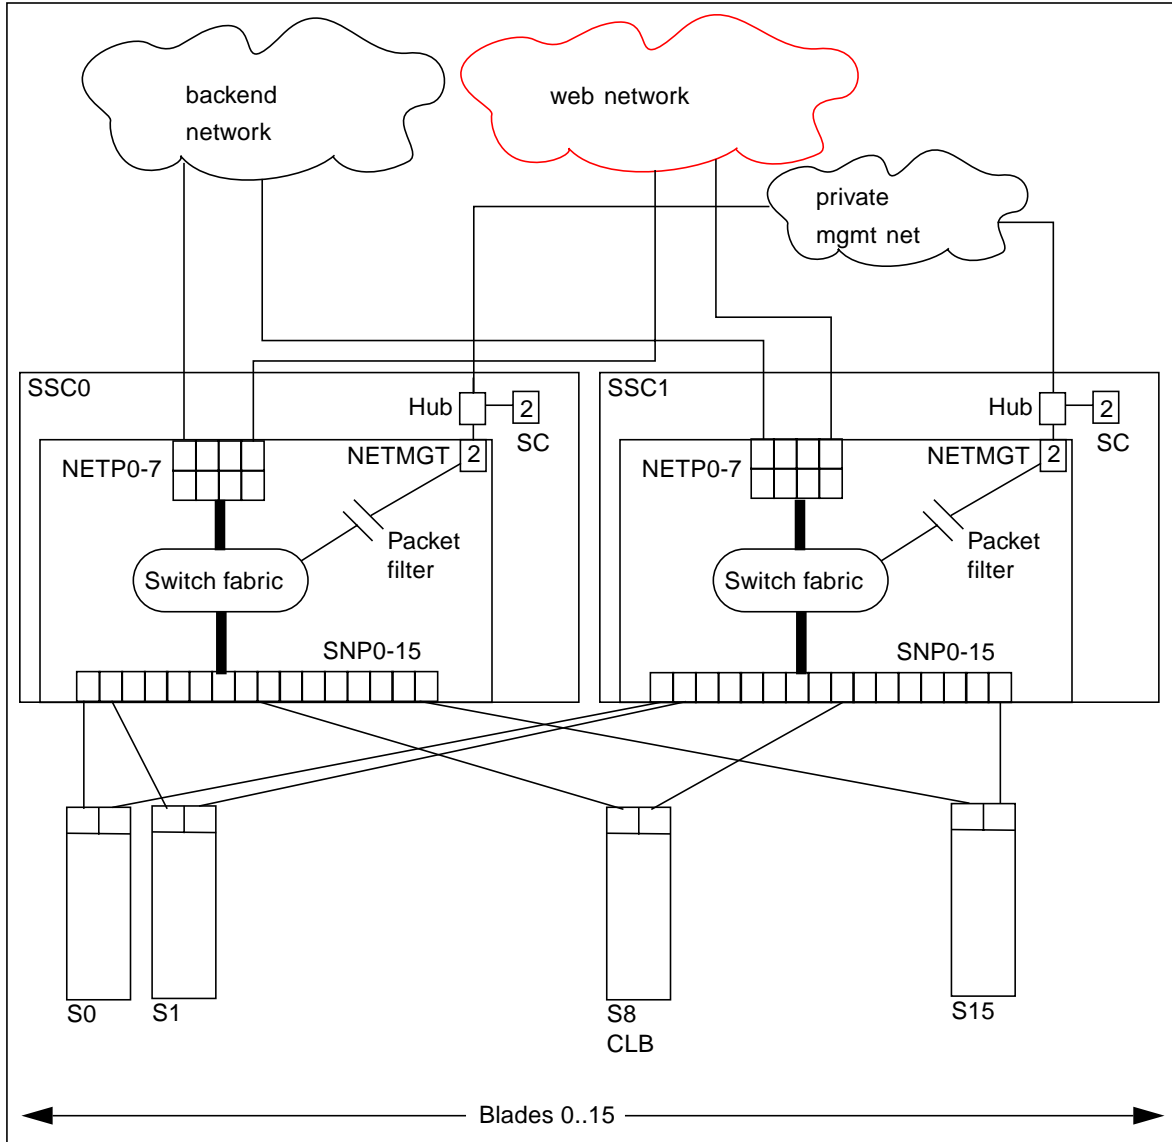 backend
network
web network
private
mgmt net
SSC0
Hub
2
SC
NETP0-7
NETMGT
2
Packet
filter
Switch fabric
SNP0-15
SSC1
Hub
2
SC
NETP0-7
NETMGT
2
Packet
filter
Switch fabric
SNP0-15
S0
S1
S8
CLB
S15
Blades 0..15